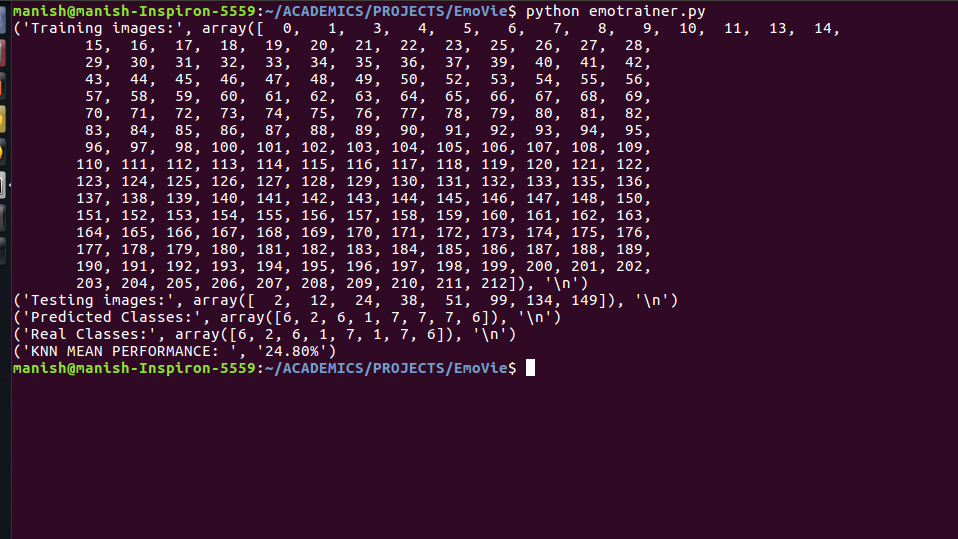 manish@manish-Inspiron-5559:~/ACADEMICS/PROJECTS/EmoVie$ python emotrainer.py
('Training images:', array([  0,   1,   3,   4,   5,   6,   7,   8,   9,  10,  11,  13,  14,
        15,  16,  17,  18,  19,  20,  21,  22,  23,  25,  26,  27,  28,
        29,  30,  31,  32,  33,  34,  35,  36,  37,  39,  40,  41,  42,
        43,  44,  45,  46,  47,  48,  49,  50,  52,  53,  54,  55,  56,
        57,  58,  59,  60,  61,  62,  63,  64,  65,  66,  67,  68,  69,
        70,  71,  72,  73,  74,  75,  76,  77,  78,  79,  80,  81,  82,
        83,  84,  85,  86,  87,  88,  89,  90,  91,  92,  93,  94,  95,
        96,  97,  98, 100, 101, 102, 103, 104, 105, 106, 107, 108, 109,
       110, 111, 112, 113, 114, 115, 116, 117, 118, 119, 120, 121, 122,
       123, 124, 125, 126, 127, 128, 129, 130, 131, 132, 133, 135, 136,
       137, 138, 139, 140, 141, 142, 143, 144, 145, 146, 147, 148, 150,
       151, 152, 153, 154, 155, 156, 157, 158, 159, 160, 161, 162, 163,
       164, 165, 166, 167, 168, 169, 170, 171, 172, 173, 174, 175, 176,
       177, 178, 179, 180, 181, 182, 183, 184, 185, 186, 187, 188, 189,
       190, 191, 192, 193, 194, 195, 196, 197, 198, 199, 200, 201, 202,
       203, 204, 205, 206, 207, 208, 209, 210, 211, 212]), '\n')
('Testing images:', array([  2,  12,  24,  38,  51,  99, 134, 149]), '\n')
('Predicted Classes:', array([6, 2, 6, 1, 7, 7, 7, 6]), '\n')
('Real Classes:', array([6, 2, 6, 1, 7, 1, 7, 6]), '\n')
('KNN MEAN PERFORMANCE: ', '24.80%')
manish@manish-Inspiron-5559:~/ACADEMICS/PROJECTS/EmoVie$